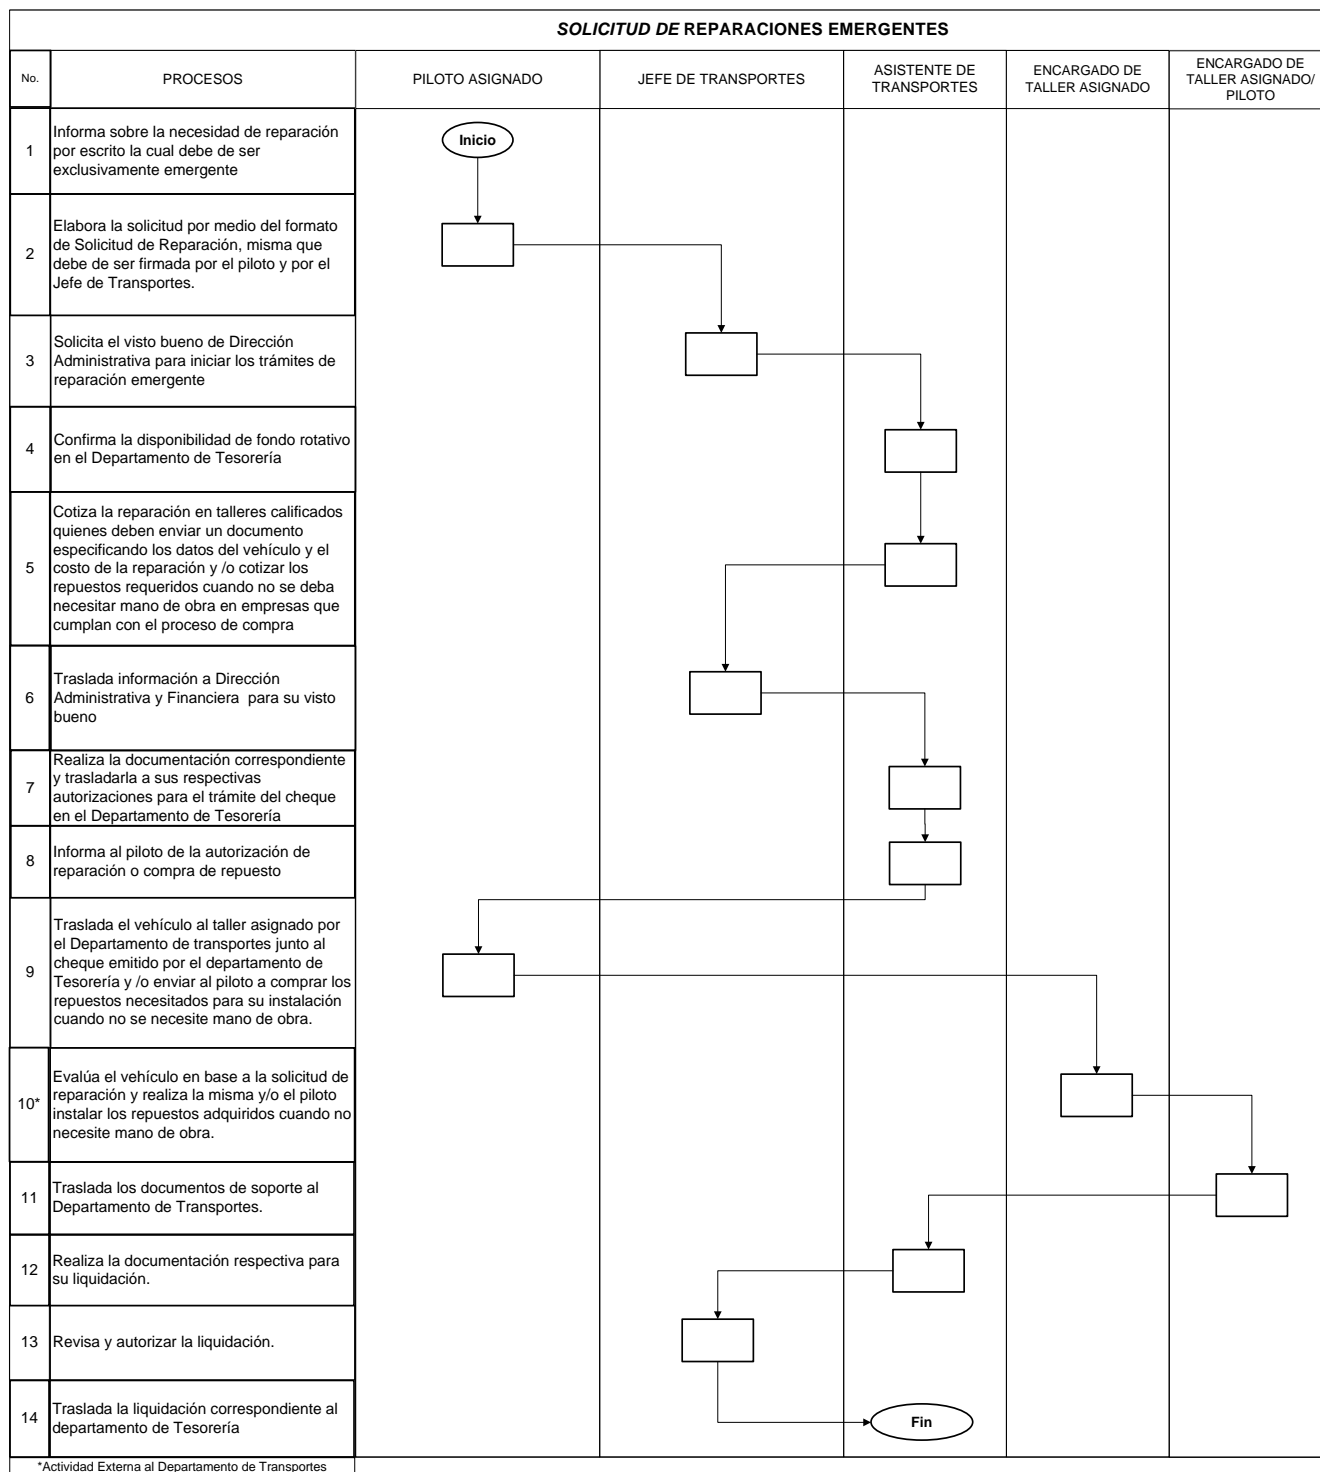 SOLICITUD DE REPARACIONES EMERGENTES
No.
PROCESOS
PILOTO ASIGNADO
JEFE DE TRANSPORTES
ASISTENTE DE
TRANSPORTES
ENCARGADO DE
TALLER ASIGNADO
ENCARGADO DE
TALLER ASIGNADO/
PILOTO
1
Informa sobre la necesidad de reparación
por escrito la cual debe de ser
exclusivamente emergente
Inicio
2
Elabora la solicitud por medio del formato
de Solicitud de Reparación, misma que
debe de ser firmada por el piloto y por el
Jefe de Transportes.
3
Solicita el visto bueno de Dirección
Administrativa para iniciar los trámites de
reparación emergente
4
Confirma la disponibilidad de fondo rotativo
en el Departamento de Tesorería
5
Cotiza la reparación en talleres calificados
quienes deben enviar un documento
especificando los datos del vehículo y el
costo de la reparación y /o cotizar los
repuestos requeridos cuando no se deba
necesitar mano de obra en empresas que
cumplan con el proceso de compra
6
Traslada información a Dirección
Administrativa y Financiera  para su visto
bueno
7
Realiza la documentación correspondiente
y trasladarla a sus respectivas
autorizaciones para el trámite del cheque
en el Departamento de Tesorería
8
Informa al piloto de la autorización de
reparación o compra de repuesto
9
Traslada el vehículo al taller asignado por
el Departamento de transportes junto al
cheque emitido por el departamento de
Tesorería y /o enviar al piloto a comprar los
repuestos necesitados para su instalación
cuando no se necesite mano de obra.
10*
Evalúa el vehículo en base a la solicitud de
reparación y realiza la misma y/o el piloto
instalar los repuestos adquiridos cuando no
necesite mano de obra.
11
Traslada los documentos de soporte al
Departamento de Transportes.
12
Realiza la documentación respectiva para
su liquidación.
13
Revisa y autorizar la liquidación.
14
Traslada la liquidación correspondiente al
departamento de Tesorería
Fin
*Actividad Externa al Departamento de Transportes